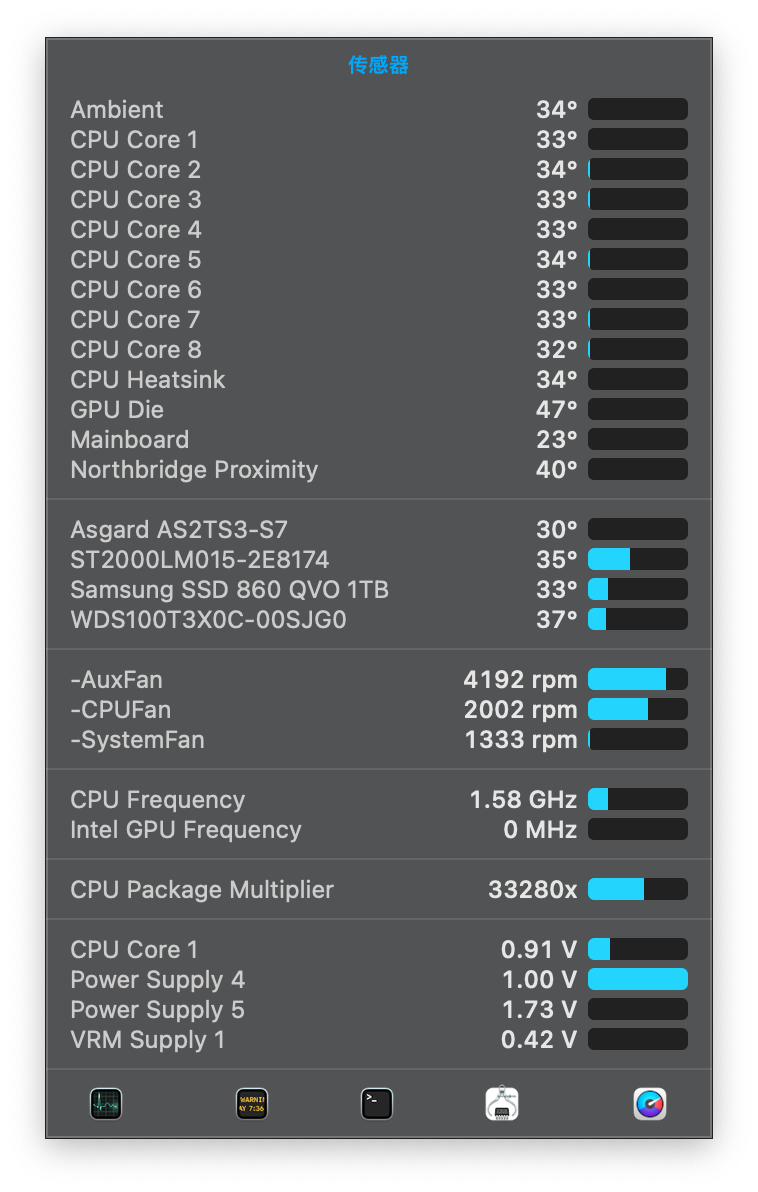 传感器
Ambient 34°
CPU Core 1 33°
CPU Core 2 34°
CPU Core 3 33°
CPU Core 4 33°
CPU Core 5 34°
CPU Core 6 33°
CPU Core 7 33°
CPU Core 8 32°
CPU Heatsink 34°
GPU Die 47°
Mainboard 23°
Northbridge Proximity 40°
Asgard AS2TS3-S7 30°
ST2000LM015-2E8174 35°
Samsung SSD 860 QVO 1TB 33°
WDS100T3X0C-00SJG0 37°
-AuxFan 4192 rpm
-CPUFan 2002 rpm
-SystemFan 1333 rpm
CPU Frequency 1.58 GHz
Intel GPU Frequency 0 MHz
CPU Package Multiplier 33280x
CPU Core 1 0.91 V
Power Supply 4 1.00 V
Power Supply 5 1.73 V
VRM Supply 1 0.42 V
WARNIN
AY 7:36
>_